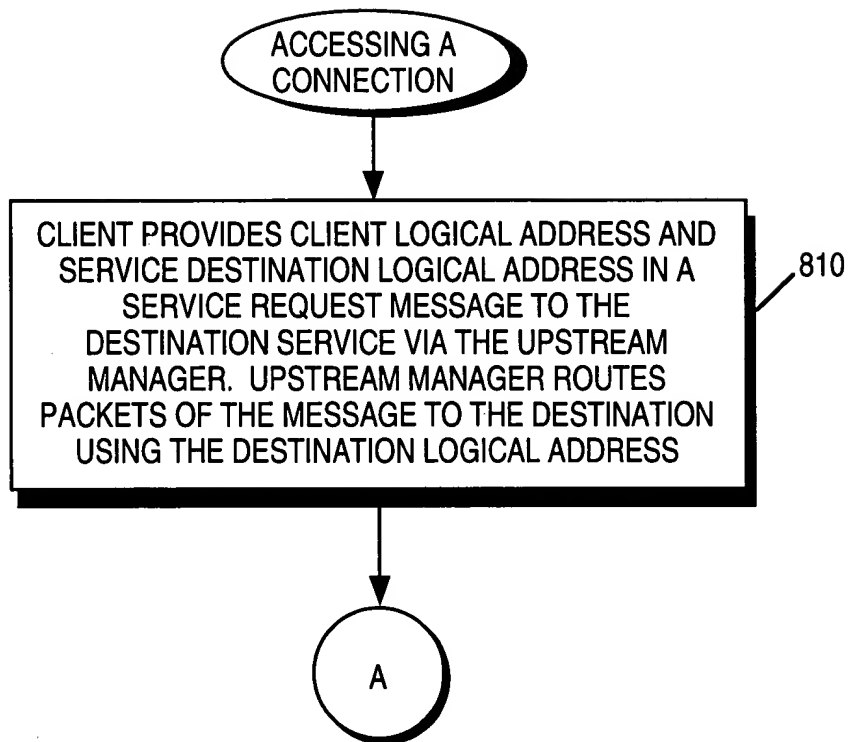 ACCESSING A
CONNECTION
CLIENT PROVIDES CLIENT LOGICAL ADDRESS AND
SERVICE DESTINATION LOGICAL ADDRESS IN A
SERVICE REQUEST MESSAGE TO THE
DESTINATION SERVICE VIA THE UPSTREAM
MANAGER. UPSTREAM MANAGER ROUTES
PACKETS OF THE MESSAGE TO THE DESTINATION
USING THE DESTINATION LOGICAL ADDRESS
810
A